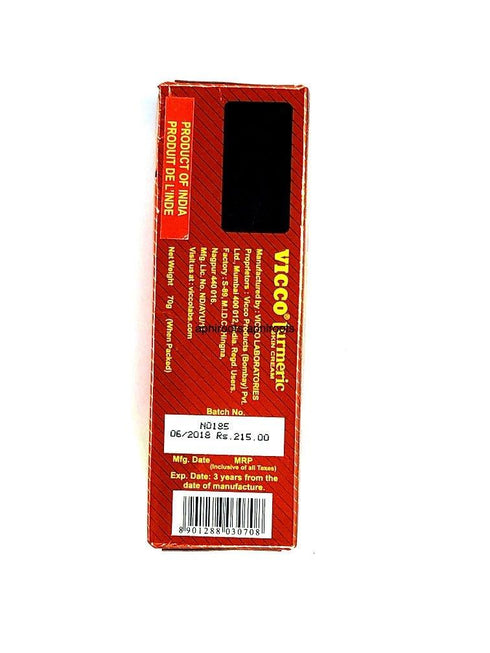 PRODUCT OF INDIA
PRODUIT DE L'INDE
VICCO® Turmeric
SKIN CREAM
Manufactured by : VICCO LABORATORIES
Proprietors : Vicco Products (Bombay) Pvt.
Ltd., Mumbai 400 012, India. Regd. Users.
Factory : S-89, M.I.D.C., Hingna,
Nagpur 440 016.
Mfg. Lic. No. ND/AYU/
Visit us at : viccolabs.com
Net Weight 70g (When Packed)
aphiroots aphiroots
Batch No.
N0185
06/2018 Rs.215.00
Mfg. Date MRP
(Inclusive of all Taxes)
Exp. Date: 3 years from the
date of manufacture.
8 901288 030708